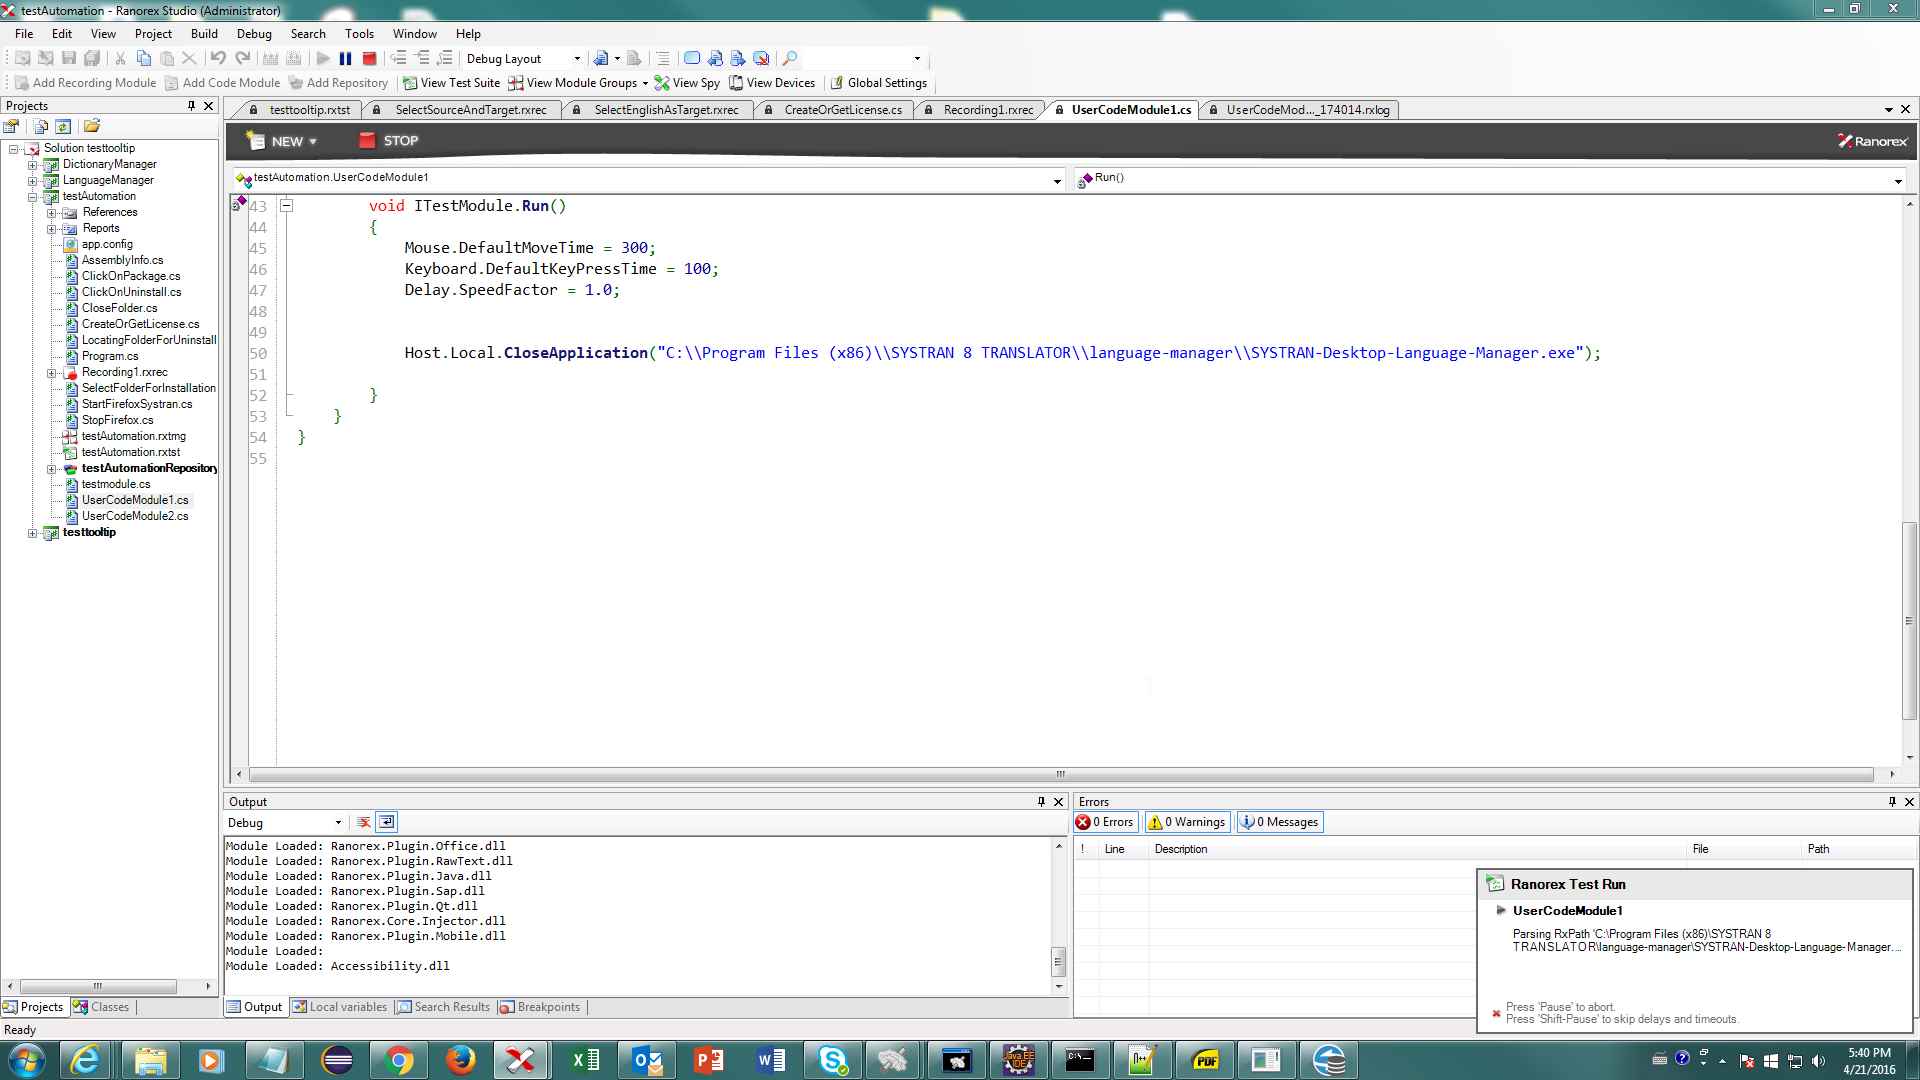 testAutomation - Ranorex Studio (Administrator)
File Edit View Project Build Debug Search Tools Window Help
Debug Layout
Add Recording Module Add Code Module Add Repository View Test Suite View Module Groups View Spy View Devices Global Settings
Projects
testtooltip.rxtst SelectSourceAndTarget.rxrec SelectEnglishAsTarget.rxrec CreateOrGetLicense.cs Recording1.rxrec UserCodeModule1.cs UserCodeMod..._174014.rxlog
NEW STOP Ranorex
testAutomation.UserCodeModule1 Run()
Solution testtooltip
DictionaryManager
LanguageManager
testAutomation
References
Reports
app.config
AssemblyInfo.cs
ClickOnPackage.cs
ClickOnUninstall.cs
CloseFolder.cs
CreateOrGetLicense.cs
LocatingFolderForUninstall
Program.cs
Recording1.rxrec
SelectFolderForInstallation
StartFirefoxSystran.cs
StopFirefox.cs
testAutomation.rxtmg
testAutomation.rxtst
testAutomationRepository
testmodule.cs
UserCodeModule1.cs
UserCodeModule2.cs
testtooltip
43 void ITestModule.Run()
44 {
45 Mouse.DefaultMoveTime = 300;
46 Keyboard.DefaultKeyPressTime = 100;
47 Delay.SpeedFactor = 1.0;
48
49
50 Host.Local.CloseApplication("C:\\Program Files (x86)\\SYSTRAN 8 TRANSLATOR\\language-manager\\SYSTRAN-Desktop-Language-Manager.exe");
51
52 }
53 }
54 }
55
Projects Classes
Output
Debug
Module Loaded: Ranorex.Plugin.Office.dll
Module Loaded: Ranorex.Plugin.RawText.dll
Module Loaded: Ranorex.Plugin.Java.dll
Module Loaded: Ranorex.Plugin.Sap.dll
Module Loaded: Ranorex.Plugin.Qt.dll
Module Loaded: Ranorex.Core.Injector.dll
Module Loaded: Ranorex.Plugin.Mobile.dll
Module Loaded:
Module Loaded: Accessibility.dll
Output Local variables Search Results Breakpoints
Errors
0 Errors 0 Warnings 0 Messages
! Line Description File Path
Ranorex Test Run
UserCodeModule1
Parsing RxPath 'C:\Program Files (x86)\SYSTRAN 8
TRANSLATOR\language-manager\SYSTRAN-Desktop-Language-Manager....
Press 'Pause' to abort.
Press 'Shift-Pause' to skip delays and timeouts.
Ready
Java EE
IDE
C:\.
PDF
5:40 PM
4/21/2016